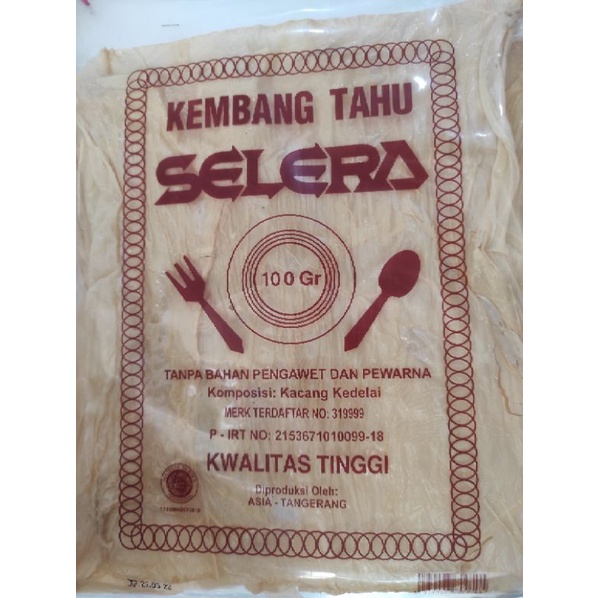 KEMBANG TAHU
SELERA
100 Gr
TANPA BAHAN PENGAWET DAN PEWARNA
Komposisi: Kacang Kedelai
MERK TERDAFTAR NO: 319999
P - IRT NO: 2153671010099-18
KWALITAS TINGGI
Diproduksi Oleh:
ASIA - TANGERANG